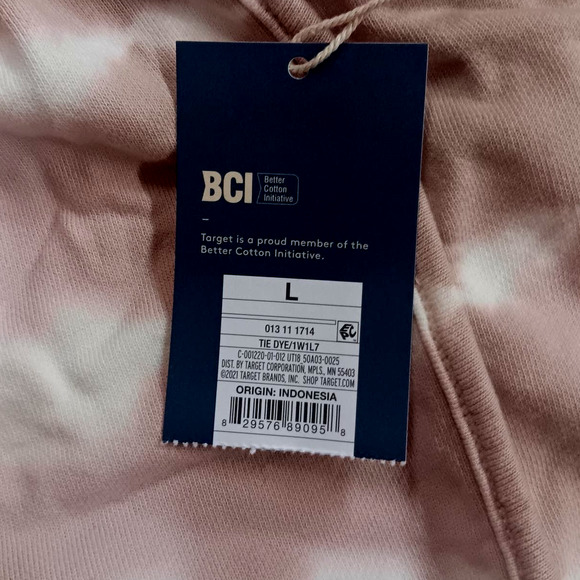 BCI Better
Cotton
Initiative
Target is a proud member of the
Better Cotton Initiative.
L
013 11 1714
TIE DYE/1W1L7
C-001220-01-012 UT18_50A03-0025
DIST. BY TARGET CORPORATION, MPLS., MN 55403
©2021 TARGET BRANDS, INC. SHOP TARGET.COM
ORIGIN: INDONESIA
8 29576 89095 8